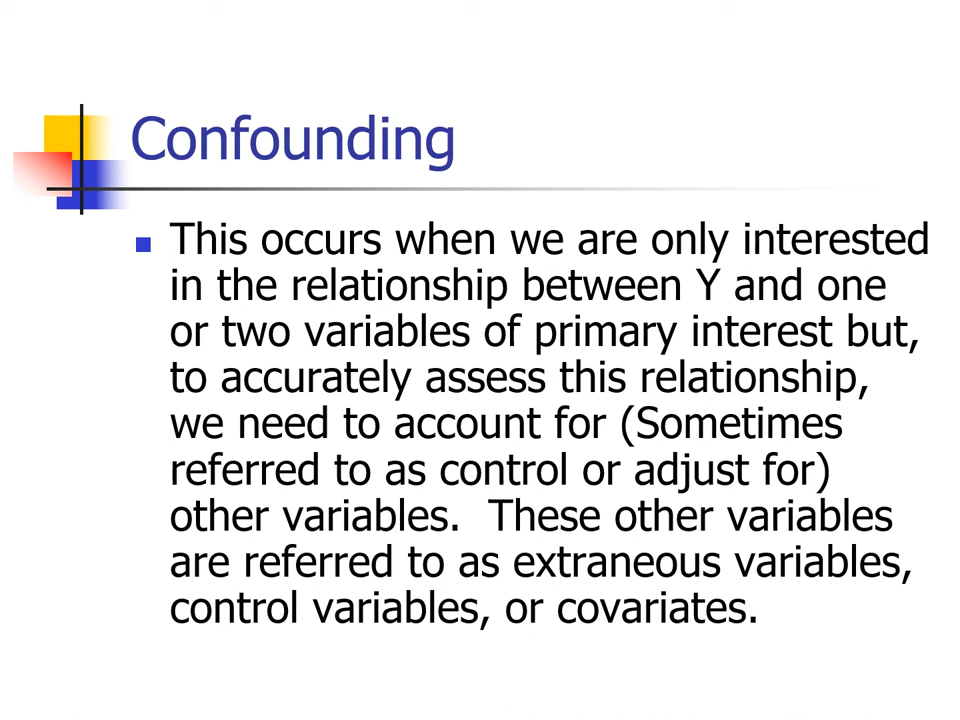 Confounding
This occurs when we are only interested
in the relationship between Y and one
or two variables of primary interest but,
to accurately assess this relationship,
we need to account for (Sometimes
referred to as control or adjust for)
other variables.  These other variables
are referred to as extraneous variables,
control variables, or covariates.